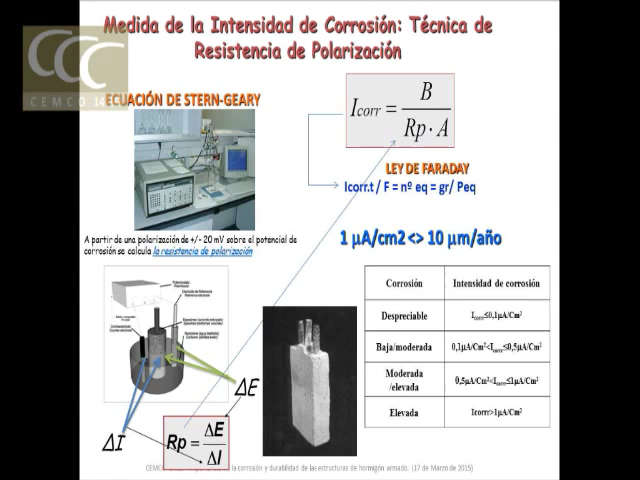 Medida de la Intensidad de Corrosión: Técnica de
Resistencia de Polarización
CCC
CEMCO 14
ECUACIÓN DE STERN-GEARY
Icorr = B / Rp · A
LEY DE FARADAY
Icorr.t / F = nº eq = gr/ Peq
A partir de una polarización de +/- 20 mV sobre el potencial de
corrosión se calcula la resistencia de polarización
1 µA/cm2 <> 10 µm/año
Corrosión Intensidad de corrosión
Despreciable Icorr≤0,1µA/Cm²
Baja/moderada 0,1µA/Cm²<Icorr≤0,5µA/Cm²
Moderada
/elevada 0,5µA/Cm²<Icorr≤1µA/Cm²
Elevada Icorr>1µA/Cm²
ΔE
ΔI
Rp = ΔE / ΔI
la corrosión y durabilidad de las estructuras de hormigón armado. (17 de Marzo de 2015)